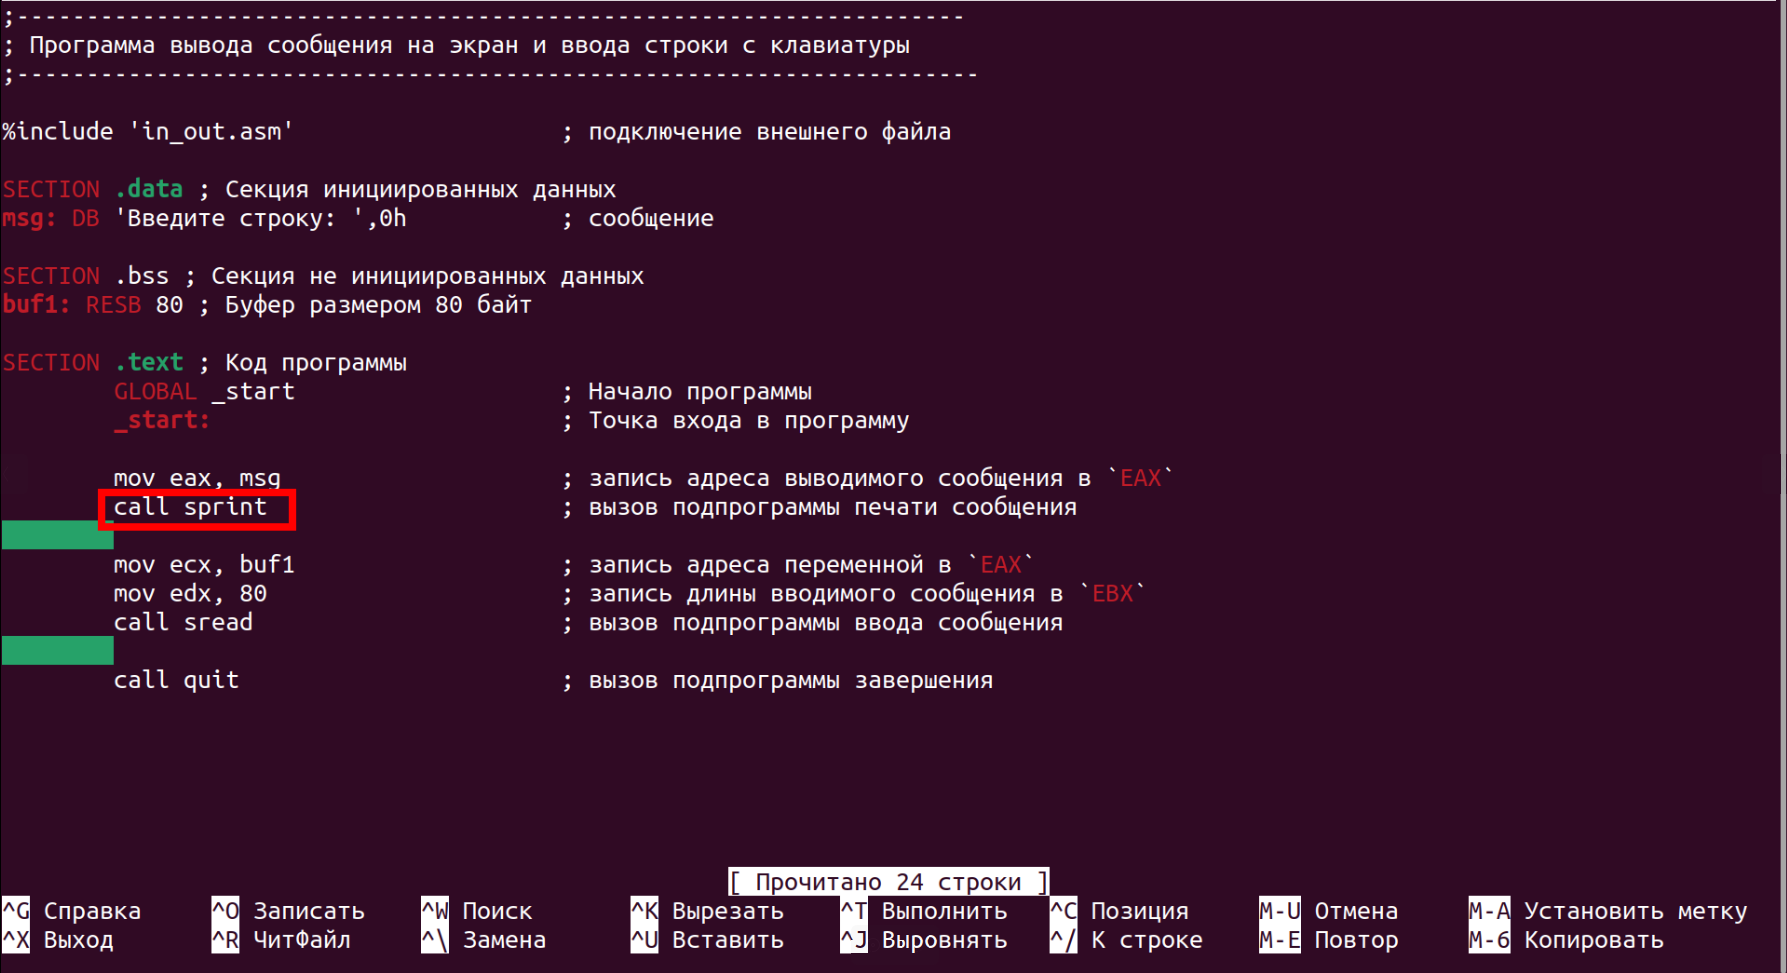 ;--------------------------------------------------------------------
; Программа вывода сообщения на экран и ввода строки с клавиатуры
;---------------------------------------------------------------------
%include 'in_out.asm' ; подключение внешнего файла
SECTION .data ; Секция инициированных данных
msg: DB 'Введите строку: ',0h ; сообщение
SECTION .bss ; Секция не инициированных данных
buf1: RESB 80 ; Буфер размером 80 байт
SECTION .text ; Код программы
GLOBAL _start ; Начало программы
_start: ; Точка входа в программу
mov eax, msg ; запись адреса выводимого сообщения в `EAX`
call sprint ; вызов подпрограммы печати сообщения
mov ecx, buf1 ; запись адреса переменной в `EAX`
mov edx, 80 ; запись длины вводимого сообщения в `EBX`
call sread ; вызов подпрограммы ввода сообщения
call quit ; вызов подпрограммы завершения
[ Прочитано 24 строки ]
^G Справка ^O Записать ^W Поиск ^K Вырезать ^T Выполнить ^C Позиция M-U Отмена M-A Установить метку
^X Выход ^R ЧитФайл ^\ Замена ^U Вставить ^J Выровнять ^/ К строке M-E Повтор M-6 Копировать